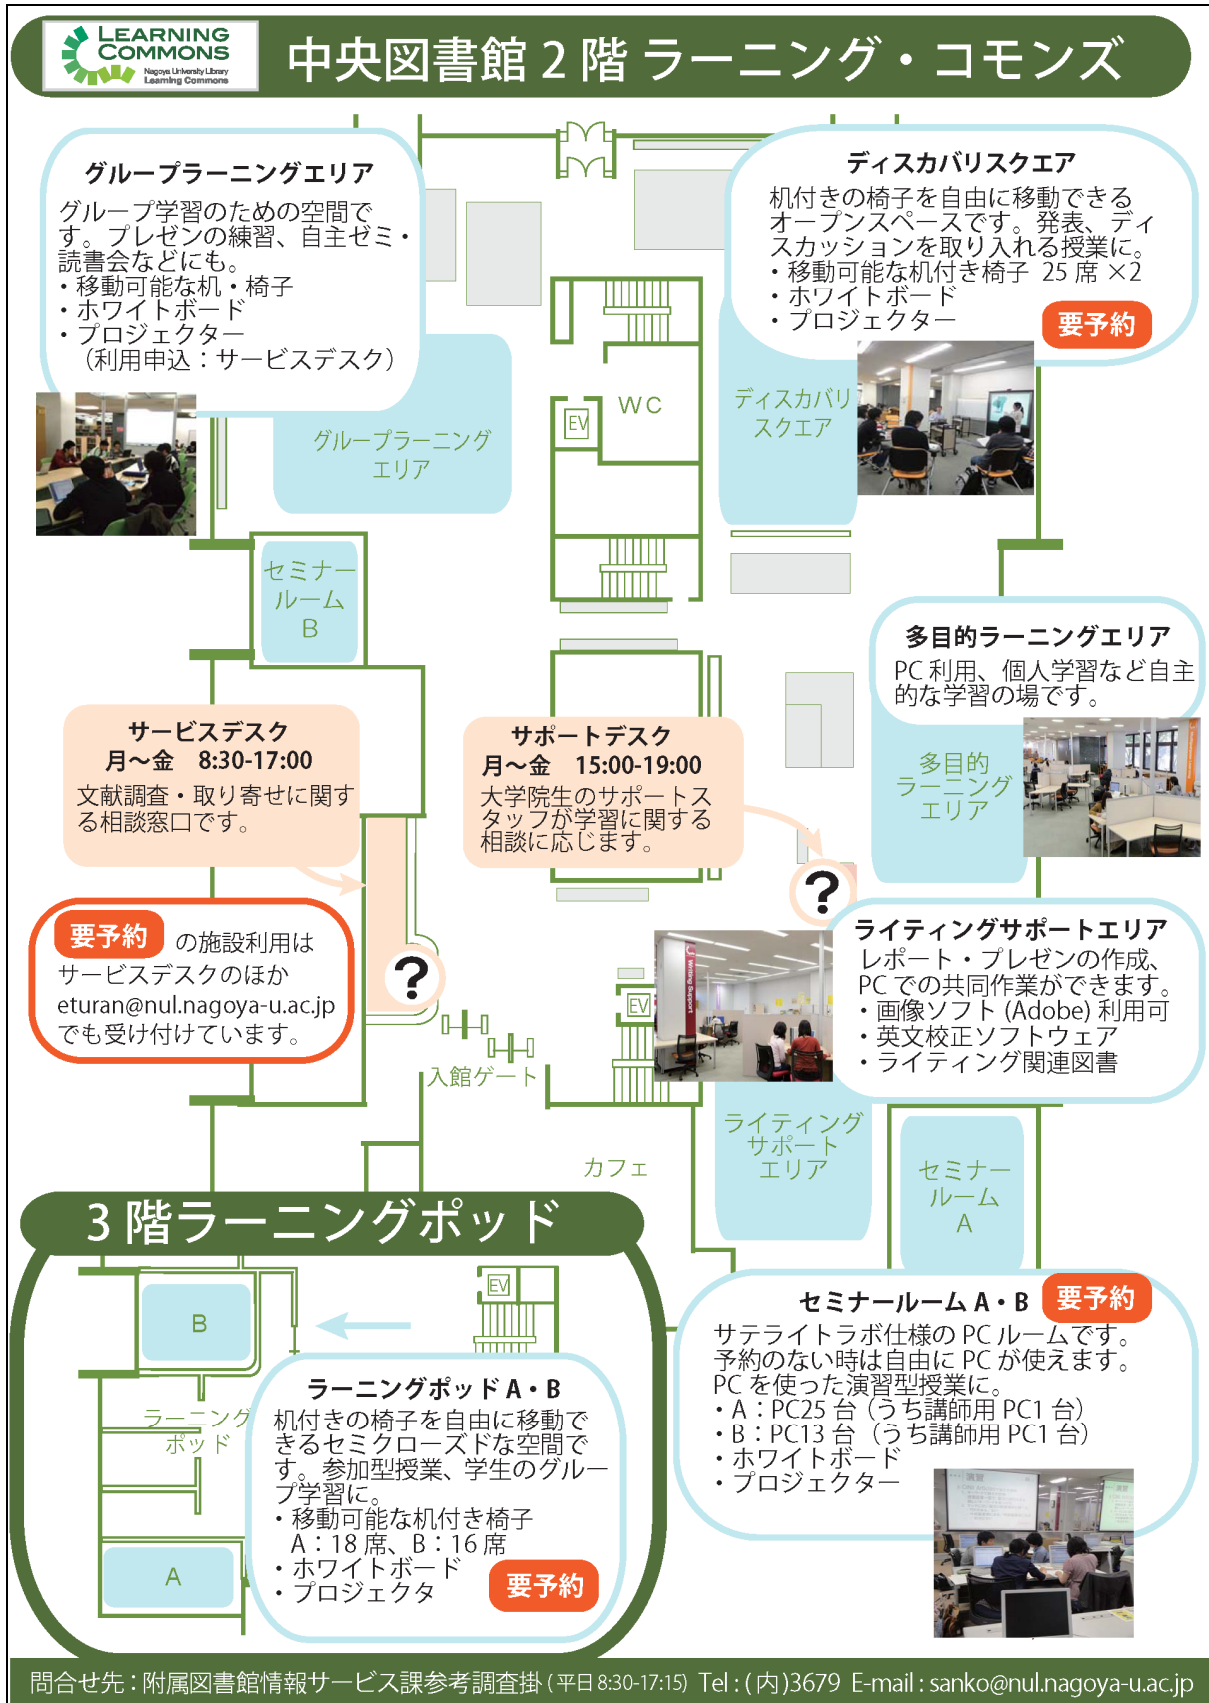 LEARNING
COMMONS
Nagoya University Library
Learning Commons
中央図書館 2 階 ラーニング・コモンズ
グループラーニングエリア
グループ学習のための空間で
す。プレゼンの練習、自主ゼミ・
読書会などにも。
・移動可能な机・椅子
・ホワイトボード
・プロジェクター
（利用申込：サービスデスク）
ディスカバリスクエア
机付きの椅子を自由に移動できる
オープンスペースです。発表、ディ
スカッションを取り入れる授業に。
・移動可能な机付き椅子 25 席 ×2
・ホワイトボード
・プロジェクター
要予約
グループラーニング
エリア
WC
EV
ディスカバリ
スクエア
セミナー
ルーム
B
多目的ラーニングエリア
PC 利用、個人学習など自主
的な学習の場です。
多目的
ラーニング
エリア
サービスデスク
月～金 8:30-17:00
文献調査・取り寄せに関す
る相談窓口です。
サポートデスク
月～金 15:00-19:00
大学院生のサポートス
タッフが学習に関する
相談に応じます。
?
?
要予約 の施設利用は
サービスデスクのほか
eturan@nul.nagoya-u.ac.jp
でも受け付けています。
ライティングサポートエリア
レポート・プレゼンの作成、
PC での共同作業ができます。
・画像ソフト (Adobe) 利用可
・英文校正ソフトウェア
・ライティング関連図書
Writing Support
EV
入館ゲート
カフェ
ライティング
サポート
エリア
セミナー
ルーム
A
3 階ラーニングポッド
EV
B
ラーニング
ポッド
A
ラーニングポッド A・B
机付きの椅子を自由に移動で
きるセミクローズドな空間で
す。参加型授業、学生のグルー
プ学習に。
・移動可能な机付き椅子
A：18 席、B：16 席
・ホワイトボード
・プロジェクタ
要予約
セミナールーム A・B 要予約
サテライトラボ仕様の PC ルームです。
予約のない時は自由に PC が使えます。
PC を使った演習型授業に。
・A：PC25 台（うち講師用 PC1 台）
・B：PC13 台（うち講師用 PC1 台）
・ホワイトボード
・プロジェクター
問合せ先：附属図書館情報サービス課参考調査掛 ( 平日 8:30-17:15) Tel : ( 内 )3679 E-mail : sanko@nul.nagoya-u.ac.jp